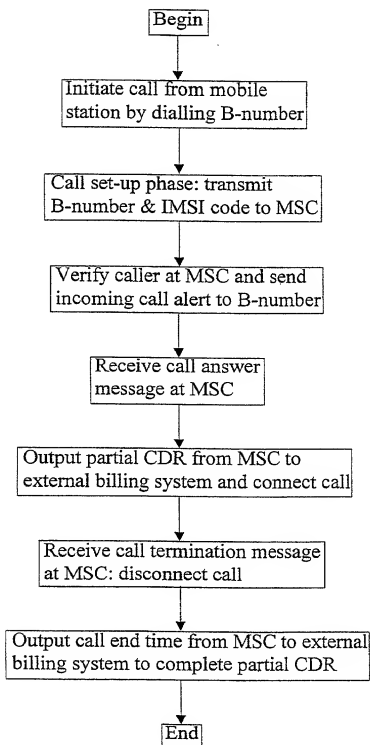 Begin
Initiate call from mobile
station by dialling B-number
Call set-up phase: transmit
B-number & IMSI code to MSC
Verify caller at MSC and send
incoming call alert to B-number
Receive call answer
message at MSC
Output partial CDR from MSC to
external billing system and connect call
Receive call termination message
at MSC: disconnect call
Output call end time from MSC to external
billing system to complete partial CDR
End